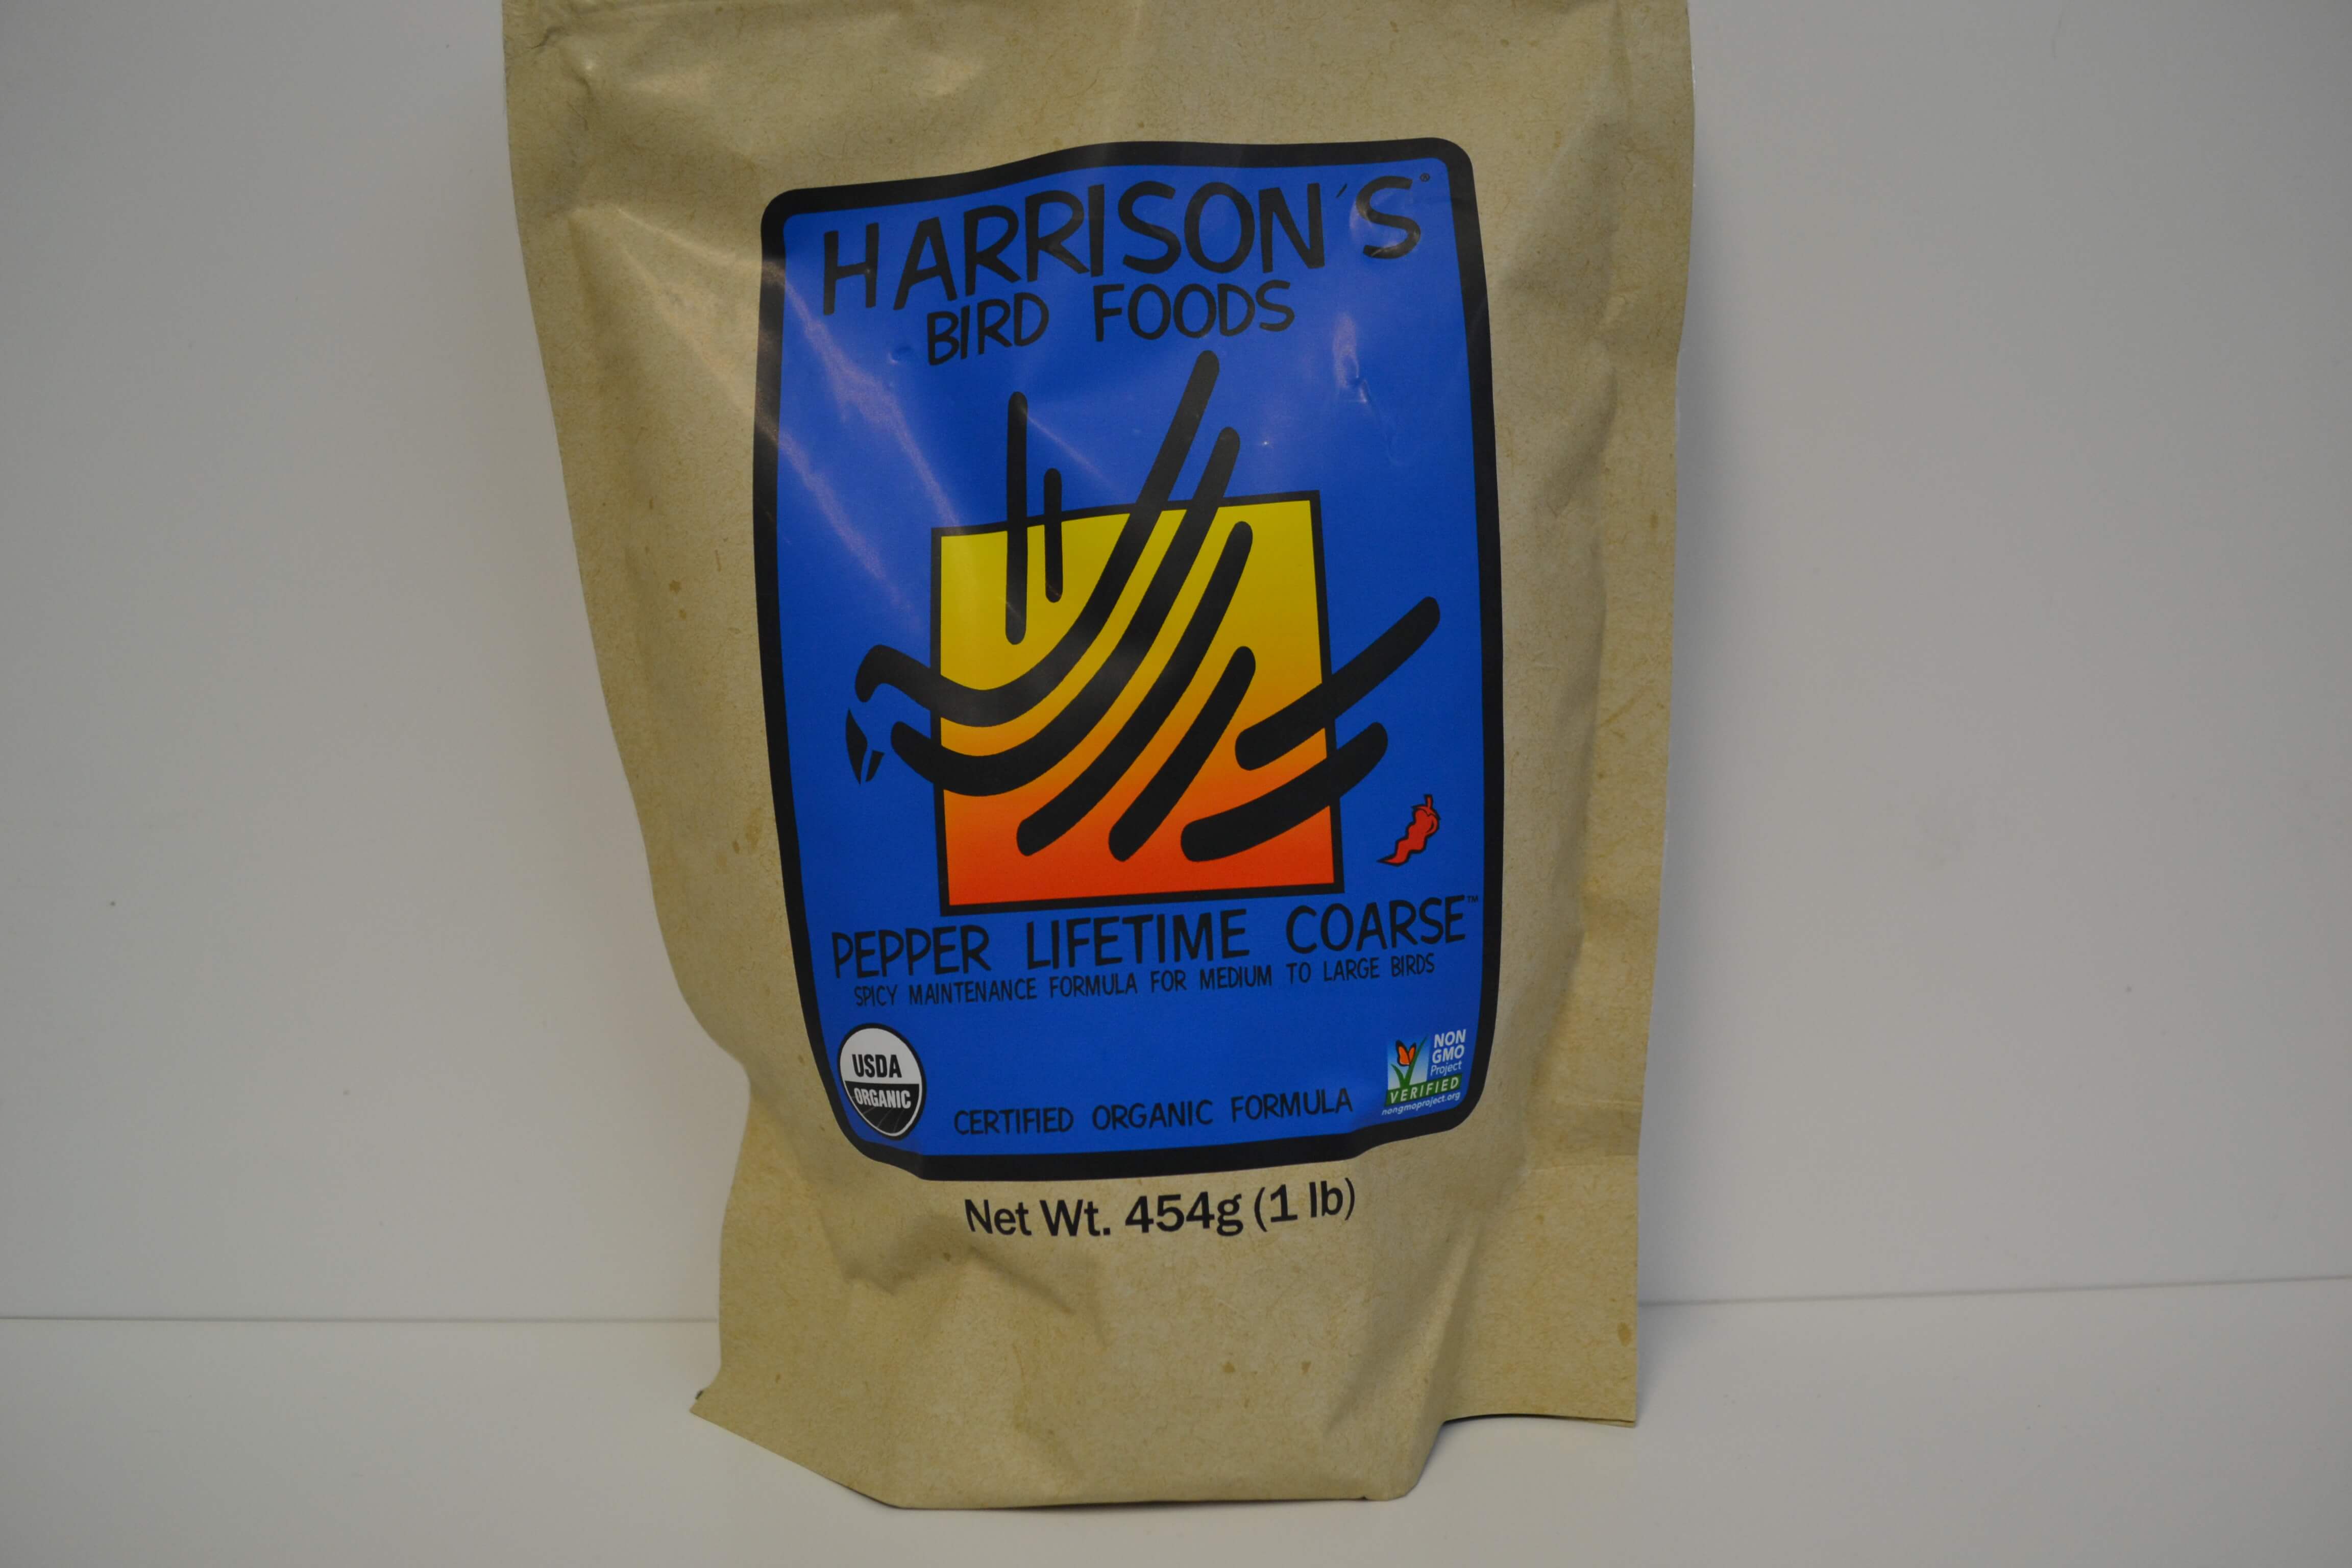 HARRISON'S®
BIRD FOODS
PEPPER LIFETIME COARSE™
SPICY MAINTENANCE FORMULA FOR MEDIUM TO LARGE BIRDS
USDA
ORGANIC
CERTIFIED ORGANIC FORMULA
NON
GMO
Project
VERIFIED
nongmoproject.org
Net Wt. 454g (1 lb)